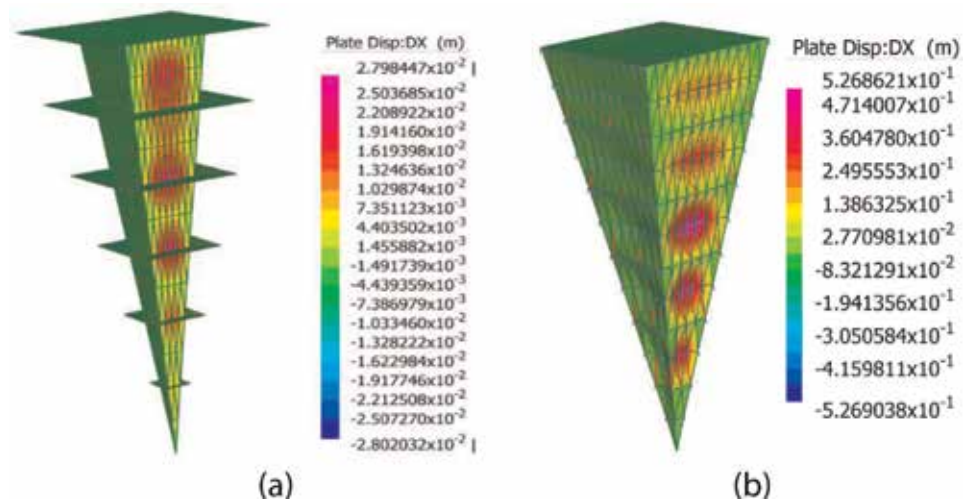 Plate Disp:DX (m)
2.798447x10⁻²
2.503685x10⁻²
2.208922x10⁻²
1.914160x10⁻²
1.619398x10⁻²
1.324636x10⁻²
1.029874x10⁻²
7.351123x10⁻³
4.403502x10⁻³
1.455882x10⁻³
-1.491739x10⁻³
-4.439359x10⁻³
-7.386979x10⁻³
-1.033460x10⁻²
-1.328222x10⁻²
-1.622984x10⁻²
-1.917746x10⁻²
-2.212508x10⁻²
-2.507270x10⁻²
-2.802032x10⁻²
(a)
Plate Disp:DX (m)
5.268621x10⁻¹
4.714007x10⁻¹
3.604780x10⁻¹
2.495553x10⁻¹
1.386325x10⁻¹
2.770981x10⁻²
-8.321291x10⁻²
-1.941356x10⁻¹
-3.050584x10⁻¹
-4.159811x10⁻¹
-5.269038x10⁻¹
(b)